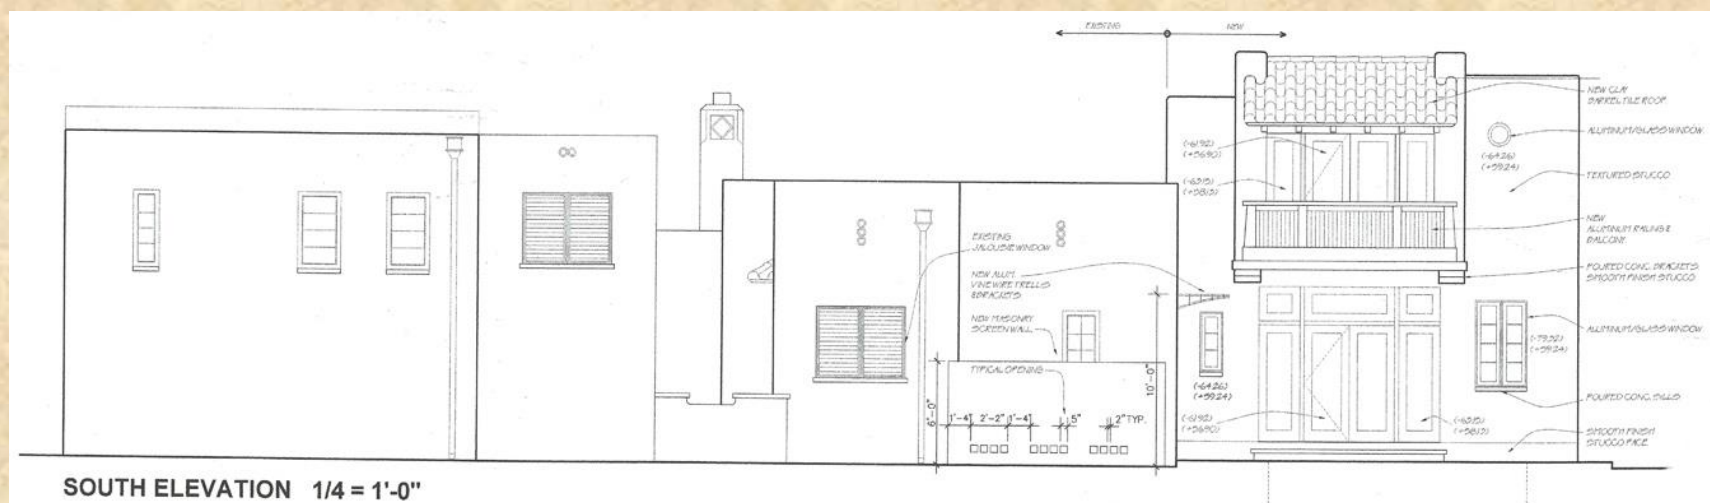 EXISTING
NEW
NEW CLAY
BARREL TILE ROOF
ALUMINUM/GLASS WINDOW
(-6192)
(+5690)
(-6426)
(+5924)
TEXTURED STUCCO
(-6515)
(+5815)
NEW
ALUMINUM RAILING &
BALCONY
EXISTING
JALOUSIE WINDOW
POURED CONC. BRACKETS
SMOOTH FINISH STUCCO
NEW ALUM.
VINE WIRE TRELLIS
& BRACKETS
NEW MASONRY
SCREEN WALL
ALUMINUM/GLASS WINDOW
(+5924)
TYPICAL OPENING
10'-0"
(-6426)
(+5924)
POURED CONC. SILLS
6'-0"
1'-4"
2'-2"
1'-4"
5"
2" TYP.
(-6192)
(+5690)
(-6515)
(+5815)
SMOOTH FINISH
STUCCO FACE
SOUTH ELEVATION 1/4 = 1'-0"